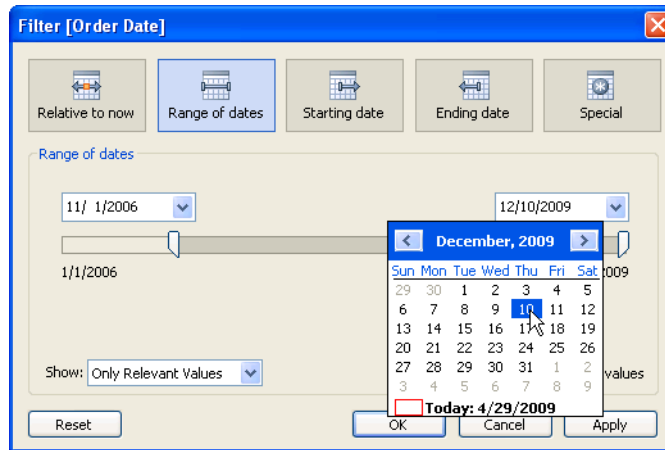 Filter [Order Date]
Relative to now Range of dates Starting date Ending date Special
Range of dates
11/ 1/2006 12/10/2009
1/1/2006 2009
December, 2009
Sun Mon Tue Wed Thu Fri Sat
29 30 1 2 3 4 5
6 7 8 9 10 11 12
13 14 15 16 17 18 19
20 21 22 23 24 25 26
27 28 29 30 31 1 2
3 4 5 6 7 8 9
Today: 4/29/2009
Show: Only Relevant Values values
Reset OK Cancel Apply